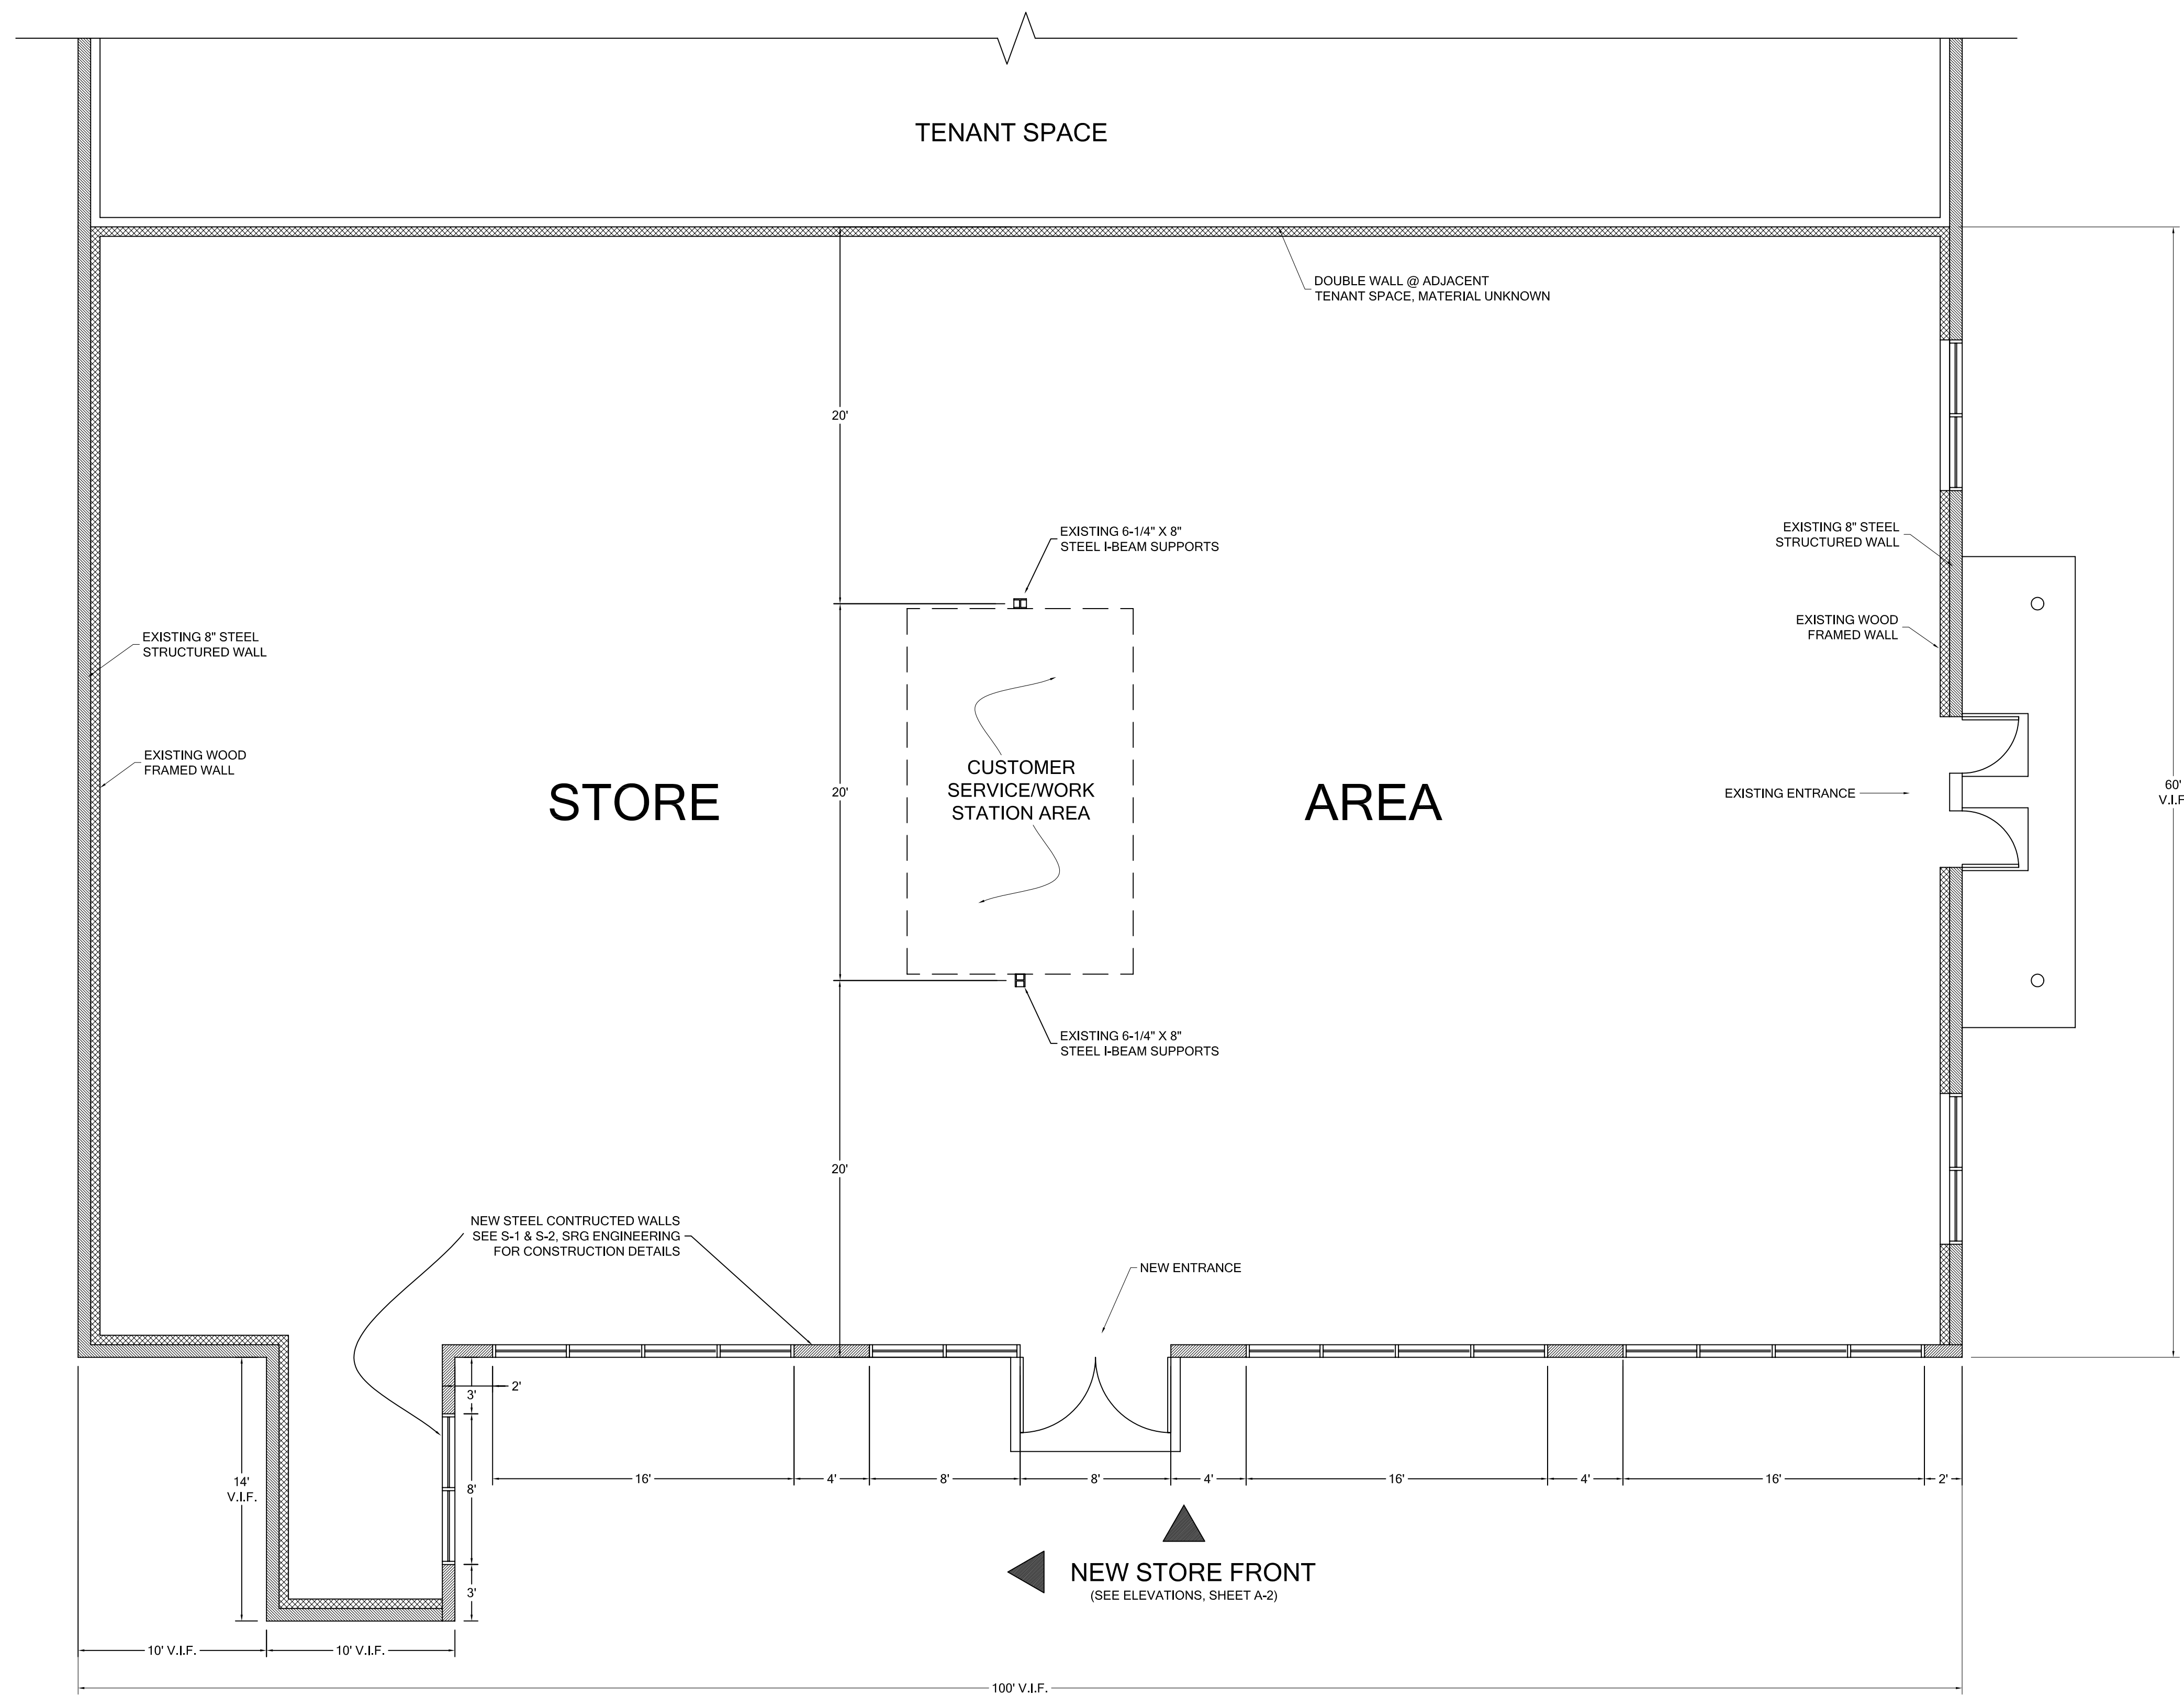 TENANT SPACE
DOUBLE WALL @ ADJACENT
TENANT SPACE, MATERIAL UNKNOWN
20'
EXISTING 6-1/4" X 8"
STEEL I-BEAM SUPPORTS
EXISTING 8" STEEL
STRUCTURED WALL
EXISTING WOOD
FRAMED WALL
EXISTING 8" STEEL
STRUCTURED WALL
EXISTING WOOD
FRAMED WALL
STORE
20'
CUSTOMER
SERVICE/WORK
STATION AREA
AREA
EXISTING ENTRANCE
60'
V.I.F
EXISTING 6-1/4" X 8"
STEEL I-BEAM SUPPORTS
20'
NEW STEEL CONTRUCTED WALLS
SEE S-1 & S-2, SRG ENGINEERING
FOR CONSTRUCTION DETAILS
NEW ENTRANCE
2'
3'
14'
V.I.F.
8'
16'
4'
8'
8'
4'
16'
4'
16'
2'
3'
NEW STORE FRONT
(SEE ELEVATIONS, SHEET A-2)
10' V.I.F.
10' V.I.F.
100' V.I.F.